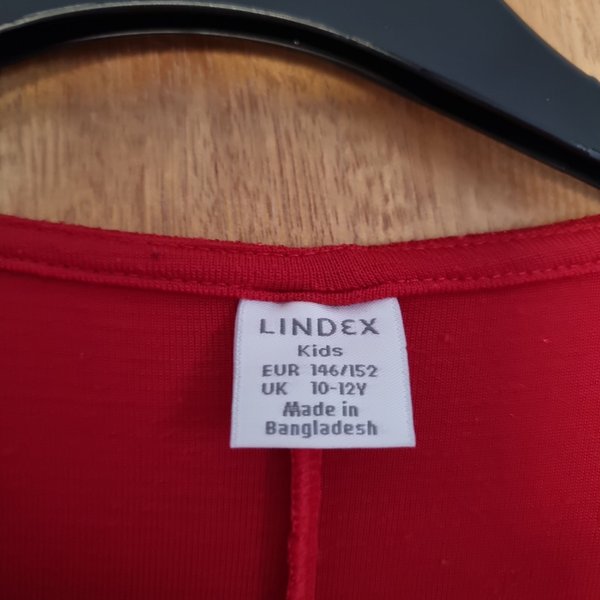 LINDEX
Kids
EUR 146/152
UK 10-12Y
Made in
Bangladesh